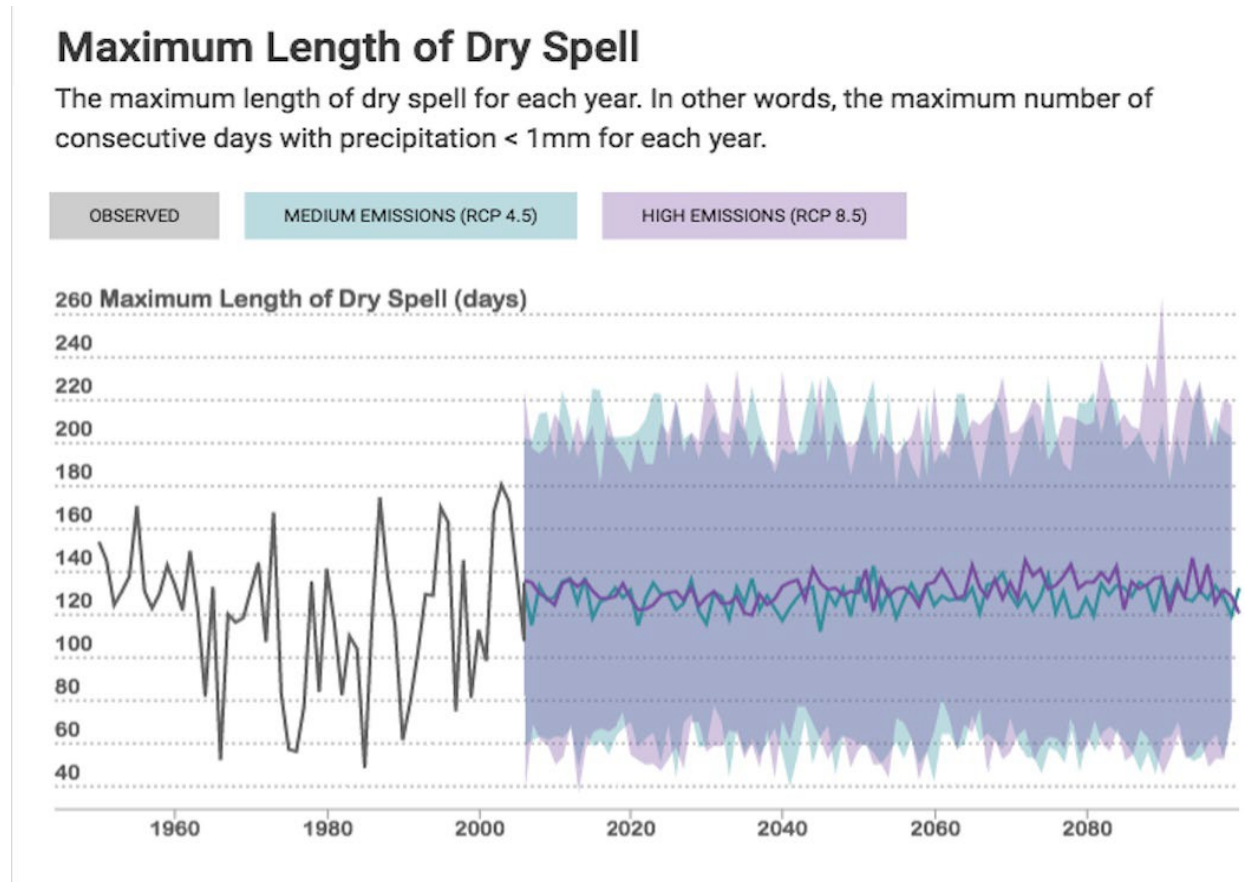 Maximum Length of Dry Spell
The maximum length of dry spell for each year. In other words, the maximum number of
consecutive days with precipitation < 1mm for each year.
OBSERVED
MEDIUM EMISSIONS (RCP 4.5)
HIGH EMISSIONS (RCP 8.5)
260 Maximum Length of Dry Spell (days)
240
220
200
180
160
140
120
100
80
60
40
1960 1980 2000 2020 2040 2060 2080